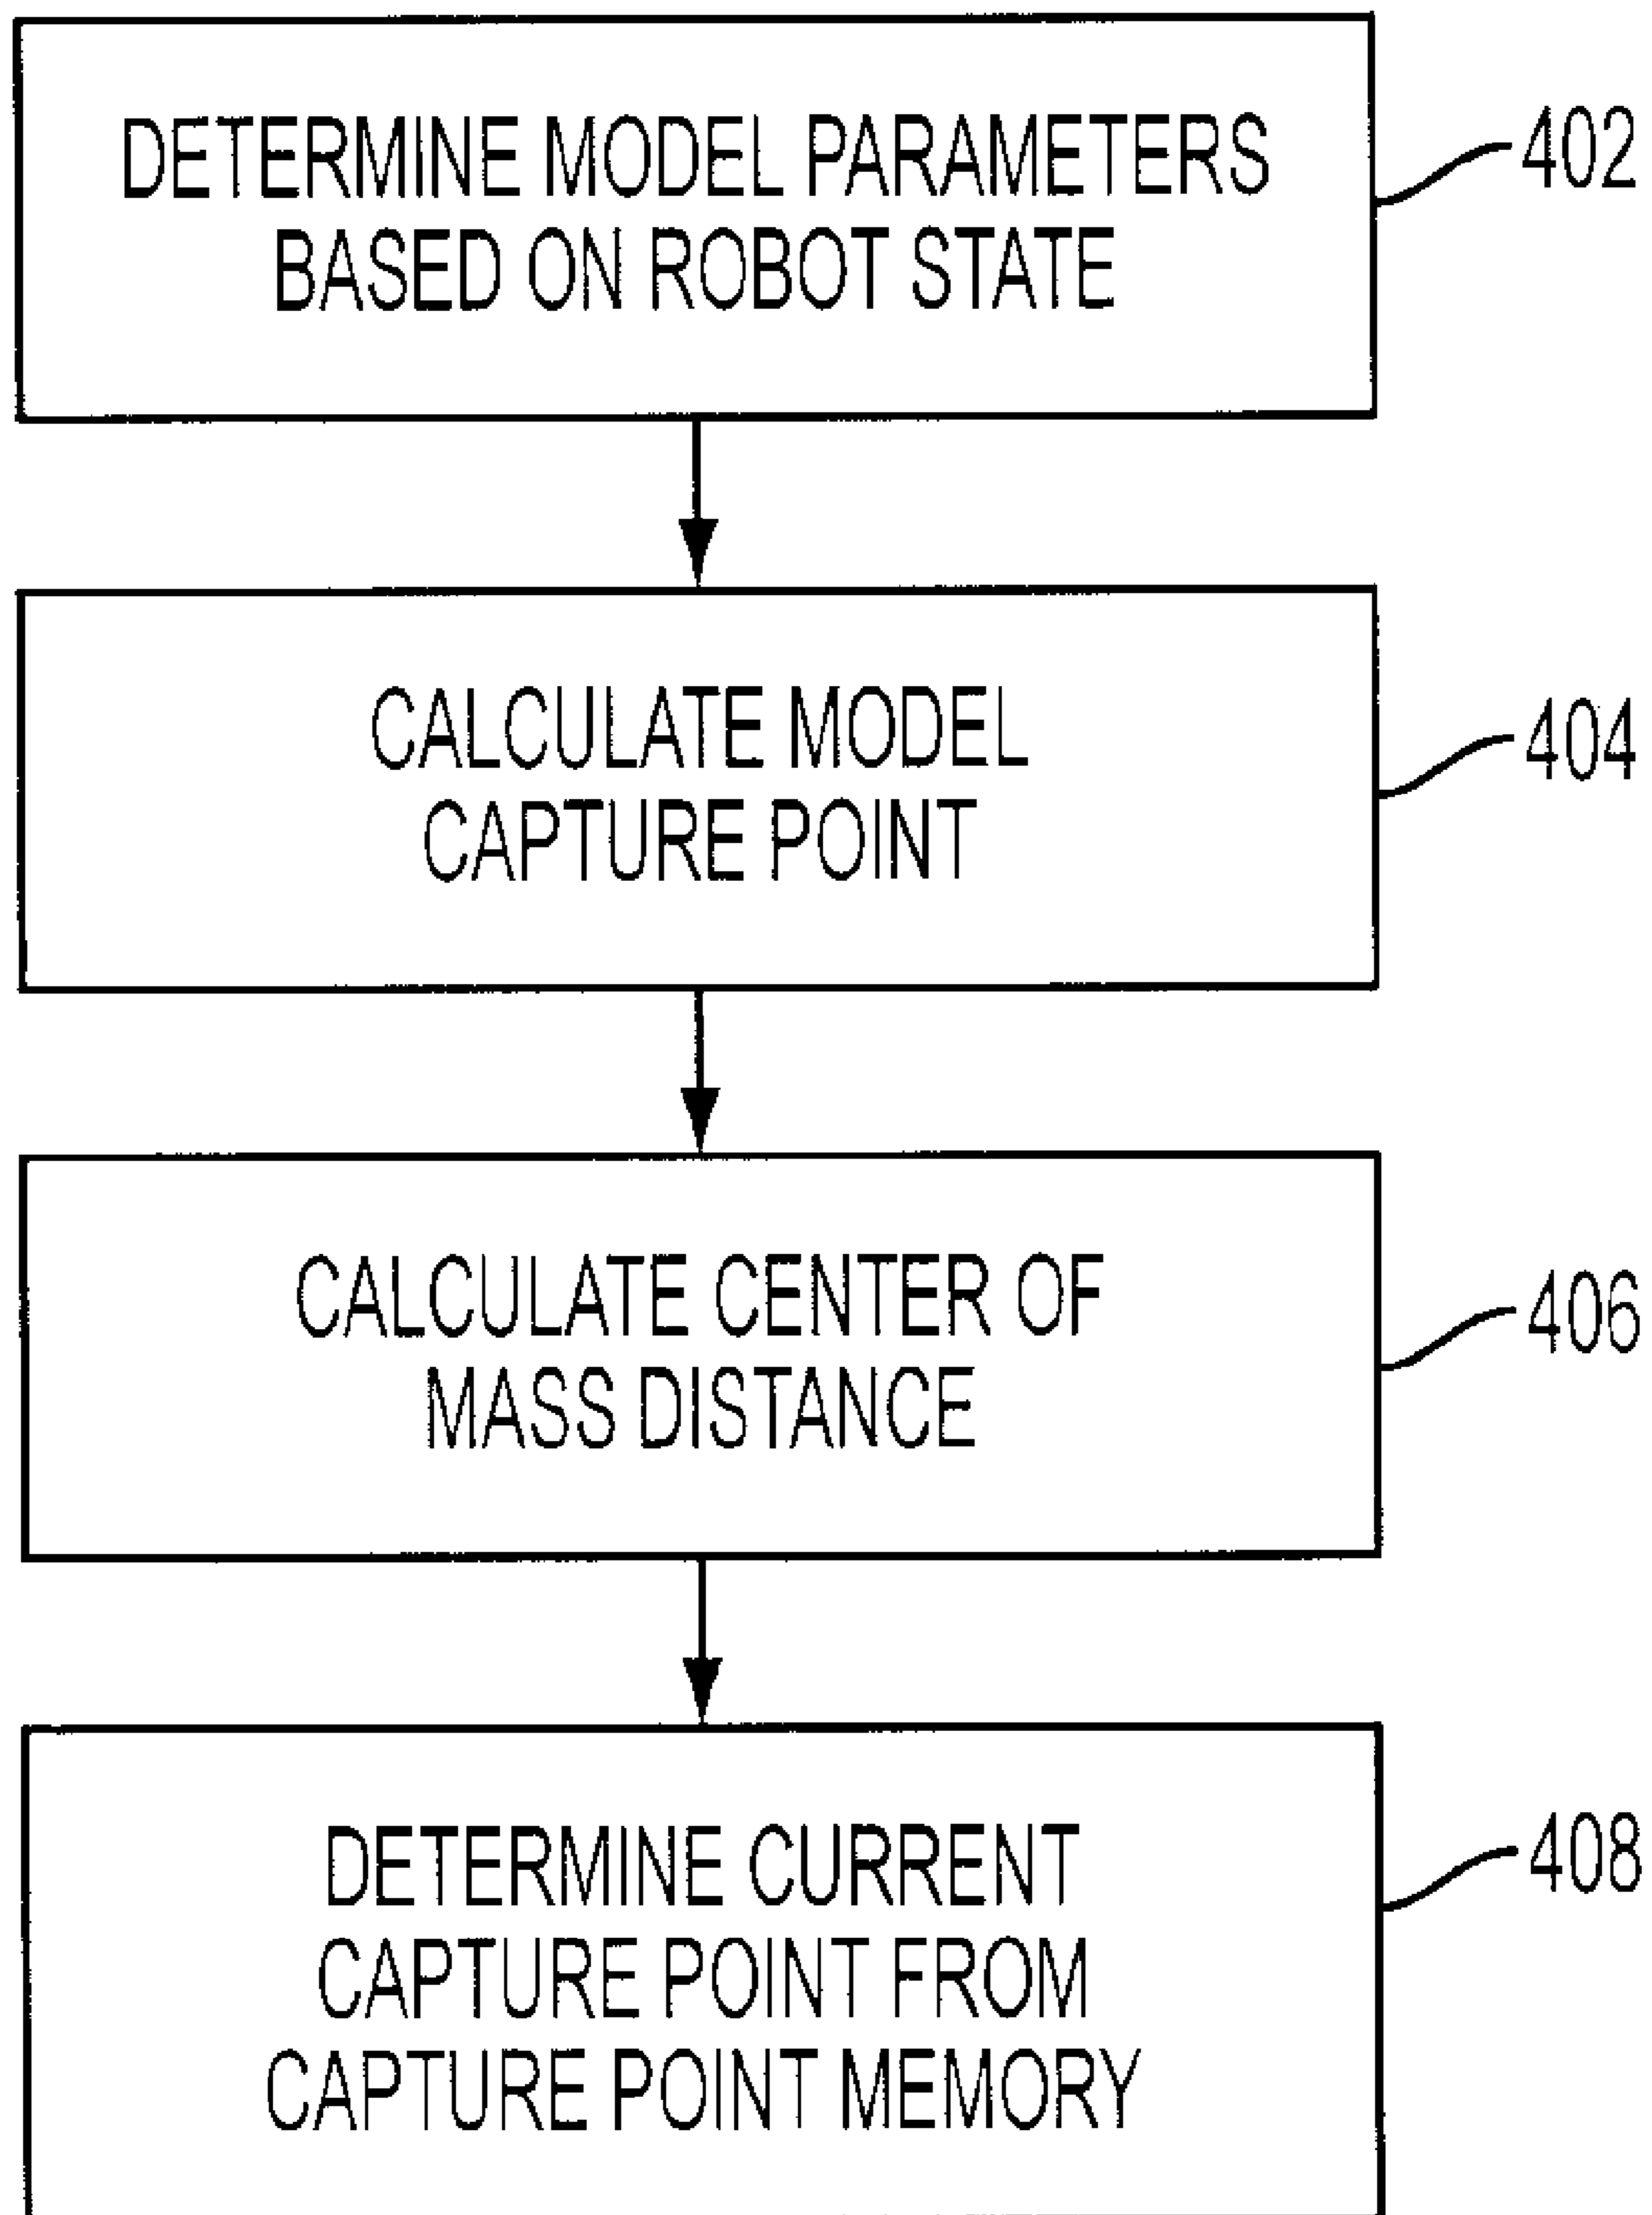 DETERMINE MODEL PARAMETERS
BASED ON ROBOT STATE
402
CALCULATE MODEL
CAPTURE POINT
404
CALCULATE CENTER OF
MASS DISTANCE
406
DETERMINE CURRENT
CAPTURE POINT FROM
CAPTURE POINT MEMORY
408